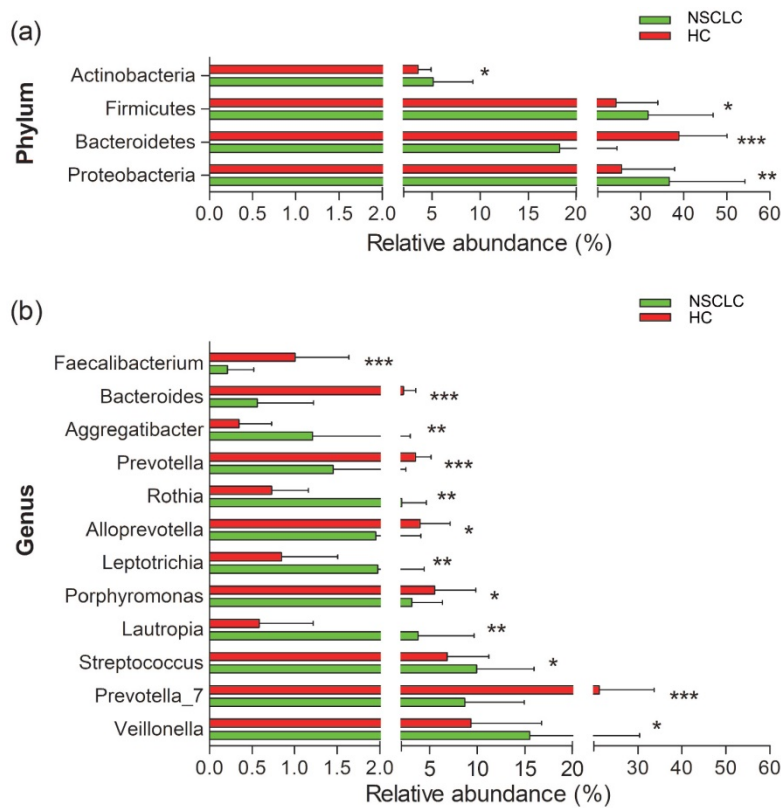 (a)
NSCLC
HC
Phylum
Actinobacteria *
Firmicutes *
Bacteroidetes ***
Proteobacteria **
0.0 0.5 1.0 1.5 2.0 5 10 20 30 40 50 60
Relative abundance (%)
(b)
NSCLC
HC
Genus
Faecalibacterium ***
Bacteroides ***
Aggregatibacter **
Prevotella ***
Rothia **
Alloprevotella *
Leptotrichia **
Porphyromonas *
Lautropia **
Streptococcus *
Prevotella_7 ***
Veillonella *
0.0 0.5 1.0 1.5 2.0 5 10 15 20 30 40 50 60
Relative abundance (%)